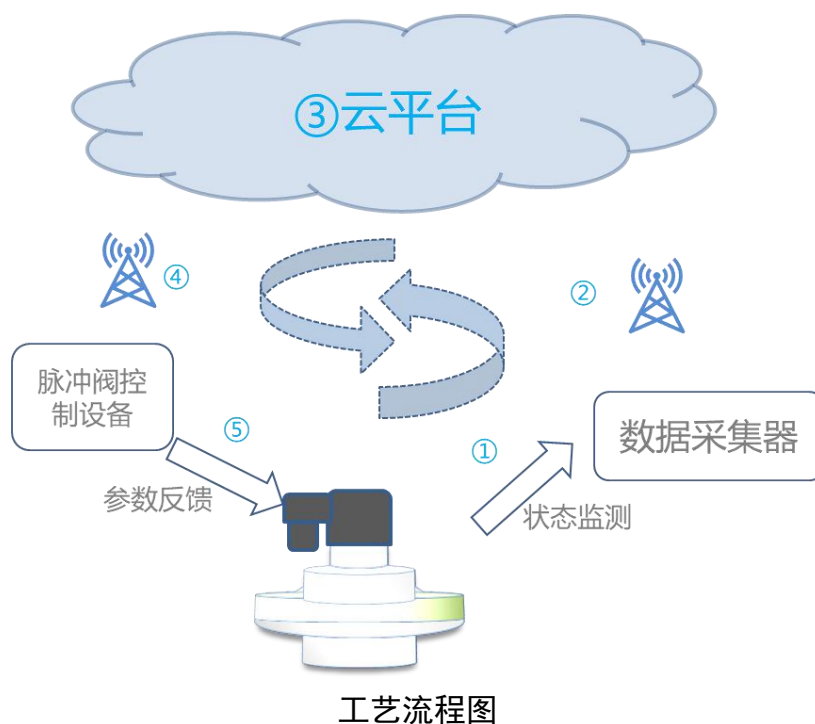 ③云平台
④
②
脉冲阀控
制设备
⑤
①
数据采集器
参数反馈
状态监测
工艺流程图